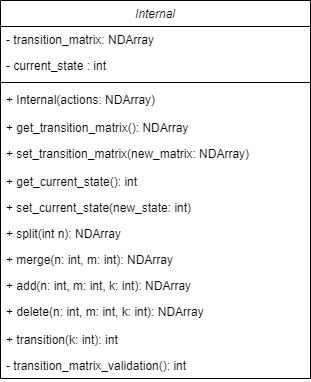 Internal
- transition_matrix: NDArray
- current_state : int
+ Internal(actions: NDArray)
+ get_transition_matrix(): NDArray
+ set_transition_matrix(new_matrix: NDArray)
+ get_current_state(): int
+ set_current_state(new_state: int)
+ split(int n): NDArray
+ merge(n: int, m: int): NDArray
+ add(n: int, m: int, k: int): NDArray
+ delete(n: int, m: int, k: int): NDArray
+ transition(k: int): int
- transition_matrix_validation(): int